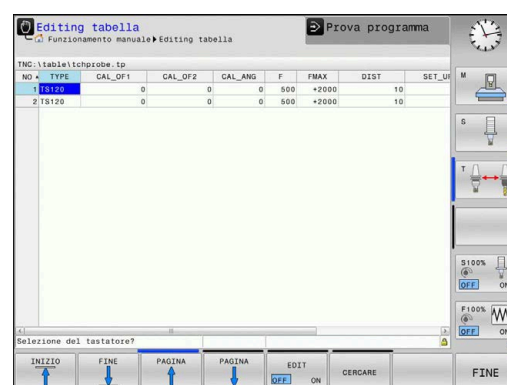 Editing tabella
Funzionamento manuale Editing tabella
Prova programma
TNC:\table\tchprobe.tp
NO TYPE CAL_OF1 CAL_OF2 CAL_ANG F FMAX DIST SET_UP
1 TS120 0 0 0 500 +2000 10
2 TS120 0 0 0 500 +2000 10
Selezione del tastatore?
M
S
T
S100%
OFF ON
F100%
OFF ON
INIZIO
FINE
PAGINA
PAGINA
EDIT
OFF ON
CERCARE
FINE